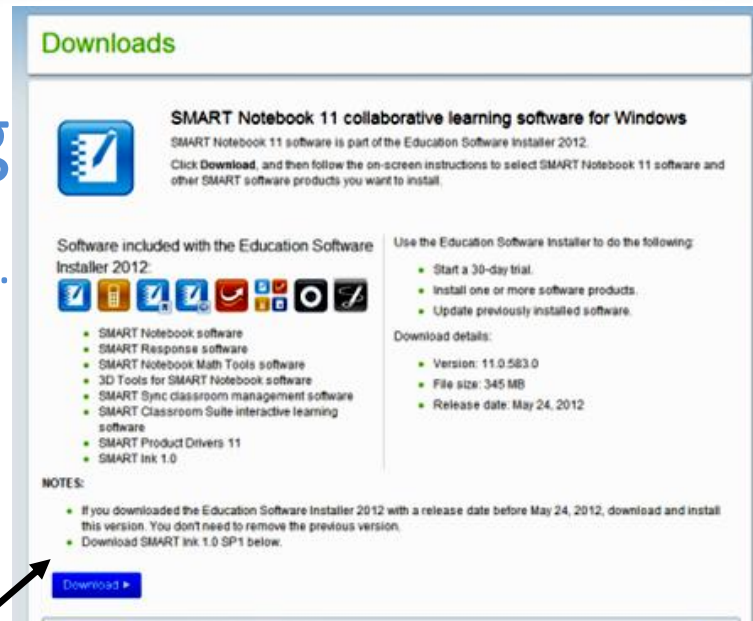 Downloads
g
.
SMART Notebook 11 collaborative learning software for Windows
SMART Notebook 11 software is part of the Education Software Installer 2012.
Click Download, and then follow the on-screen instructions to select SMART Notebook 11 software and
other SMART software products you want to install.
Software included with the Education Software
Installer 2012:
• SMART Notebook software
• SMART Response software
• SMART Notebook Math Tools software
• 3D Tools for SMART Notebook software
• SMART Sync classroom management software
• SMART Classroom Suite interactive learning
software
• SMART Product Drivers 11
• SMART Ink 1.0
Use the Education Software Installer to do the following:
• Start a 30-day trial.
• Install one or more software products.
• Update previously installed software.
Download details:
• Version: 11.0.583.0
• File size: 345 MB
• Release date: May 24, 2012
NOTES:
• If you downloaded the Education Software Installer 2012 with a release date before May 24, 2012, download and install
this version. You don't need to remove the previous version.
• Download SMART Ink 1.0 SP1 below.
Download ▸